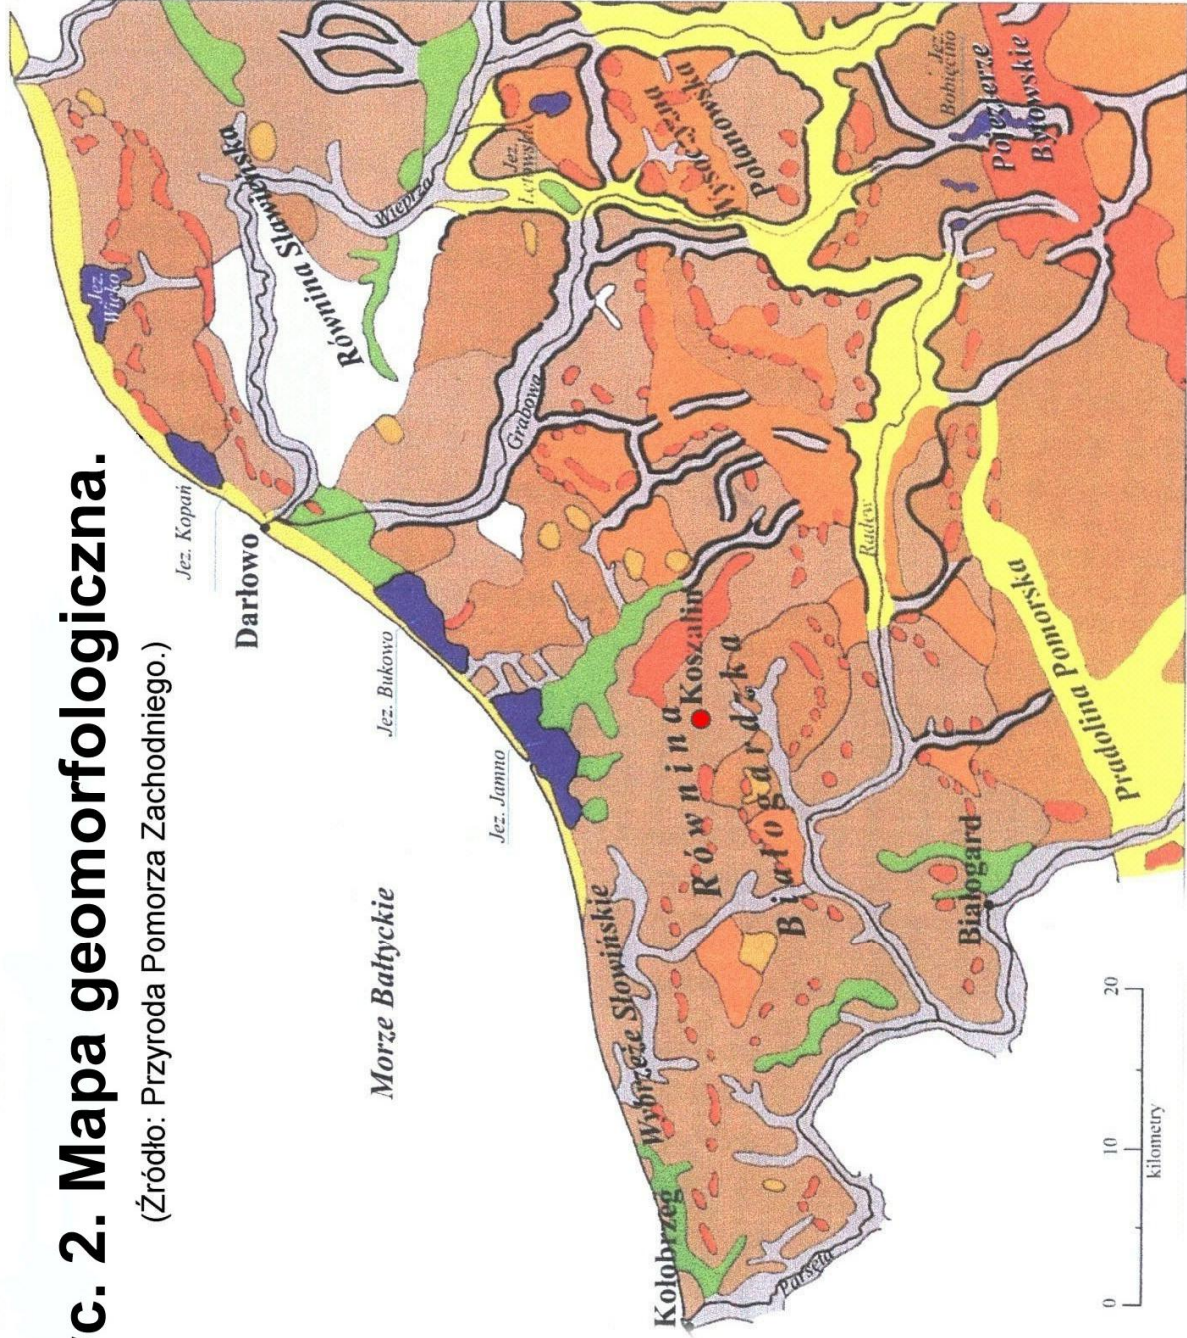 c. 2. Mapa geomorfologiczna.
(Źródło: Przyroda Pomorza Zachodniego.)
Morze Bałtyckie
Jez. Kopań
Darłowo
Jez. Bukowo
Jez. Jamno
Jez.
Wicko
Równina Sławieńska
Wieprza
Grabowa
Jez.
Wysoczyzna
Polanowska
Jez.
Bobięcino
Pojezierze
Bytowskie
Radew
Koszalin
Równina
Białogardzka
Pradolina Pomorska
Białogard
Wybrzeże Słowińskie
Kołobrzeg
Parsęta
0 10 20
kilometry